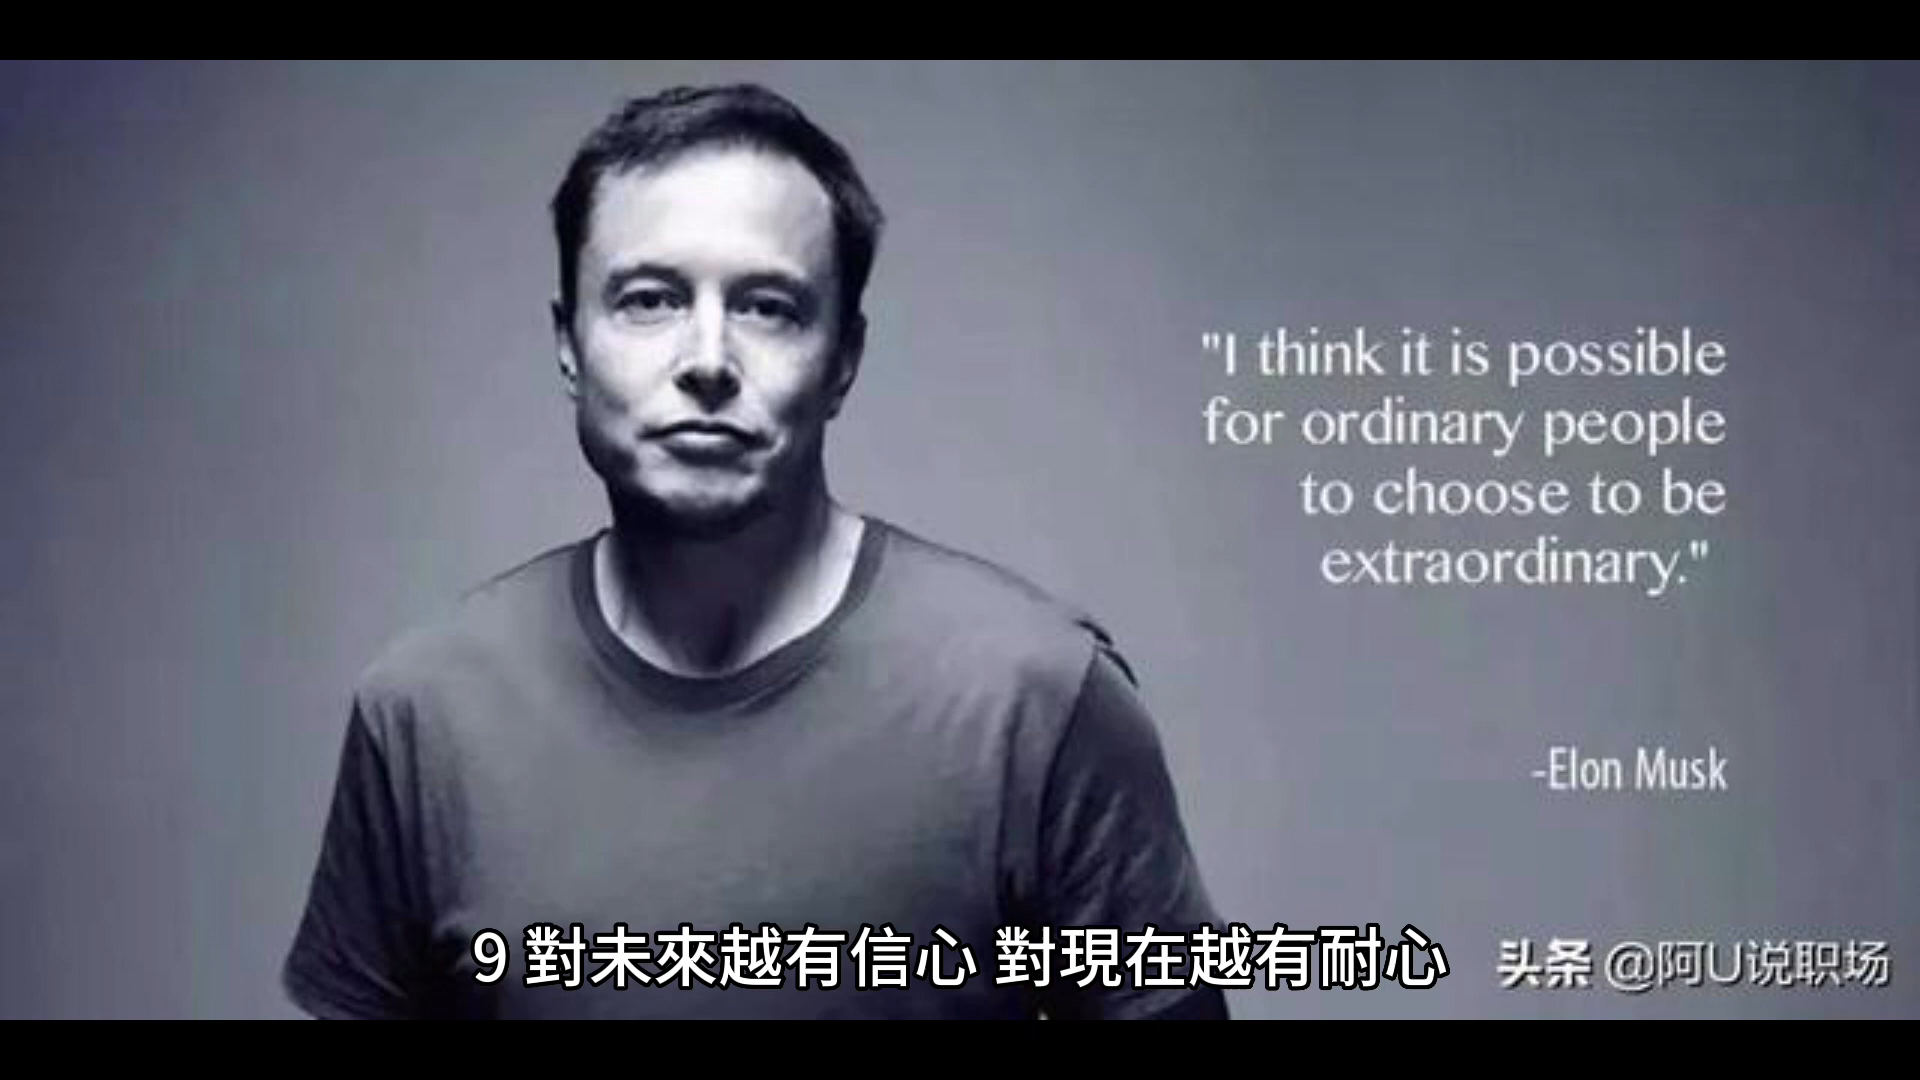 "I think it is possible
for ordinary people
to choose to be
extraordinary."
-Elon Musk
9 對未來越有信心 對現在越有耐心
头条 @阿U说职场